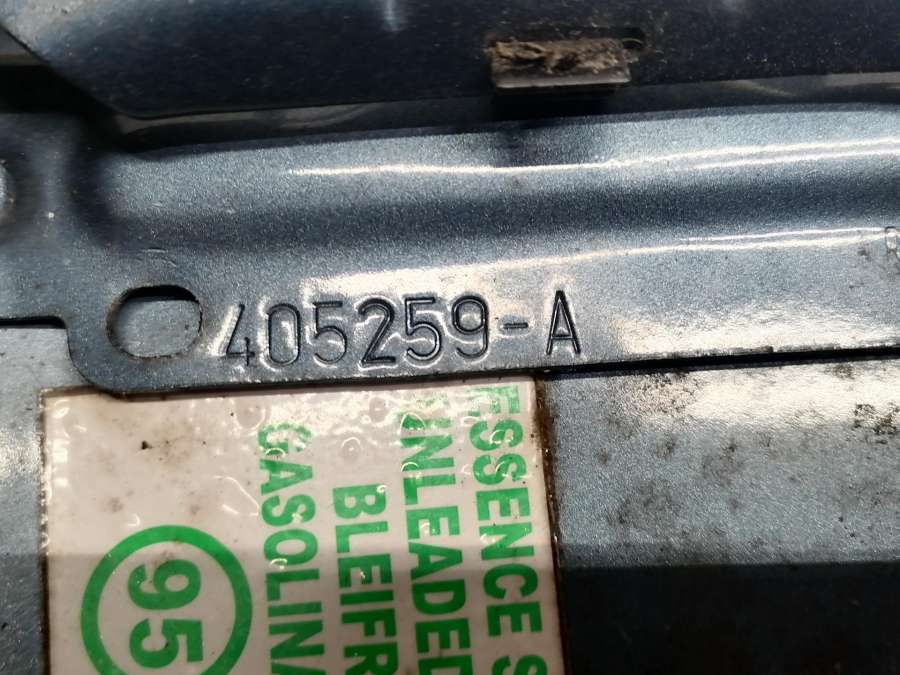 405259-A
ESSENCE S
UNLEADED
BLEIFR
GASOLINA
95